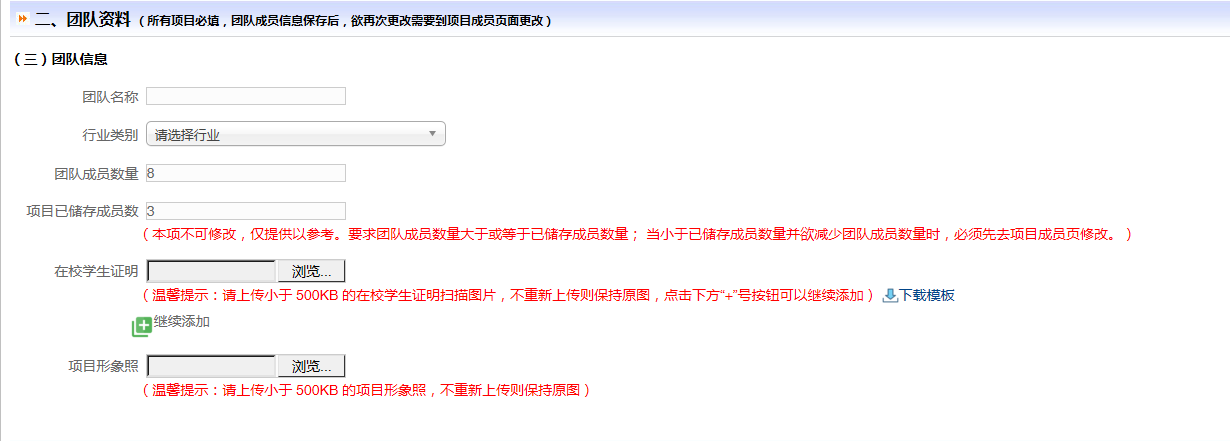 二、团队资料（所有项目必填，团队成员信息保存后，欲再次更改需要到项目成员页面更改）
（三）团队信息
团队名称
行业类别 请选择行业
团队成员数量 8
项目已储存成员数 3
（本项不可修改，仅提供以参考。要求团队成员数量大于或等于已储存成员数量； 当小于已储存成员数量并欲减少团队成员数量时，必须先去项目成员页修改。）
在校学生证明 浏览...
（温馨提示：请上传小于 500KB 的在校学生证明扫描图片，不重新上传则保持原图，点击下方“+”号按钮可以继续添加） 下载模板
继续添加
项目形象照 浏览...
（温馨提示：请上传小于 500KB 的项目形象照，不重新上传则保持原图）